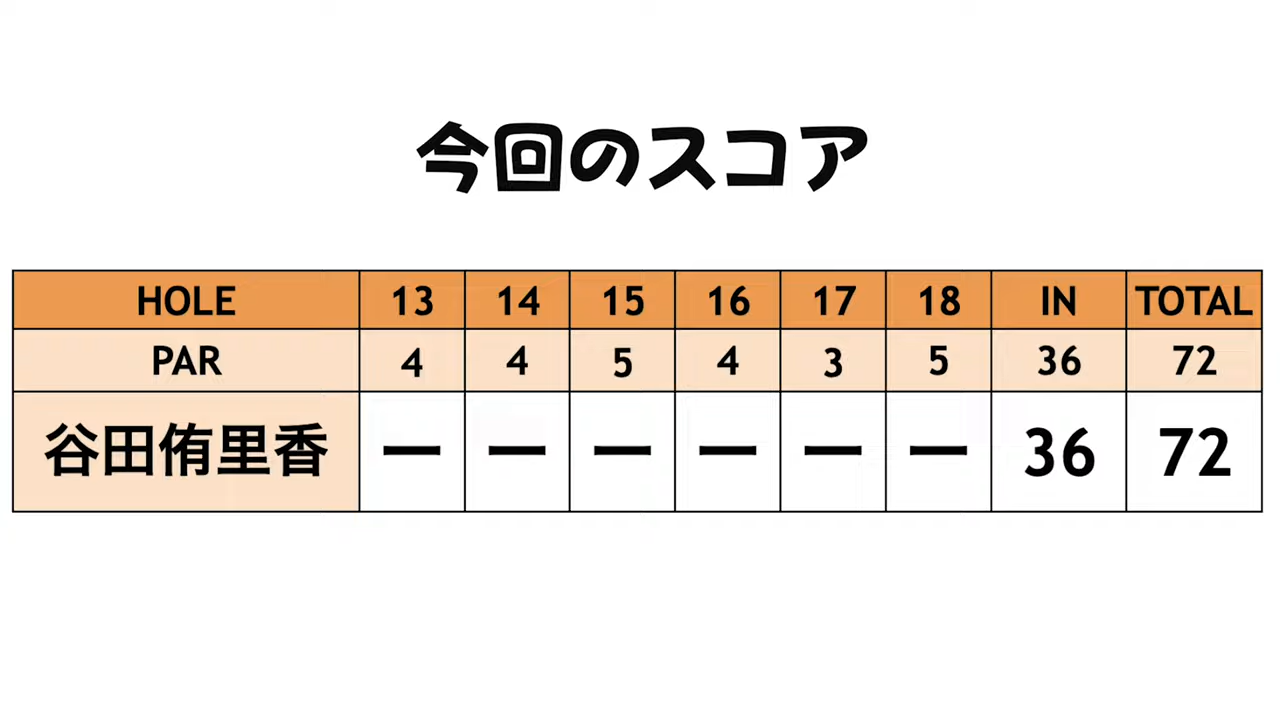 今回のスコア
HOLE 13 14 15 16 17 18 IN TOTAL
PAR 4 4 5 4 3 5 36 72
谷田侑里香 ー ー ー ー ー ー 36 72